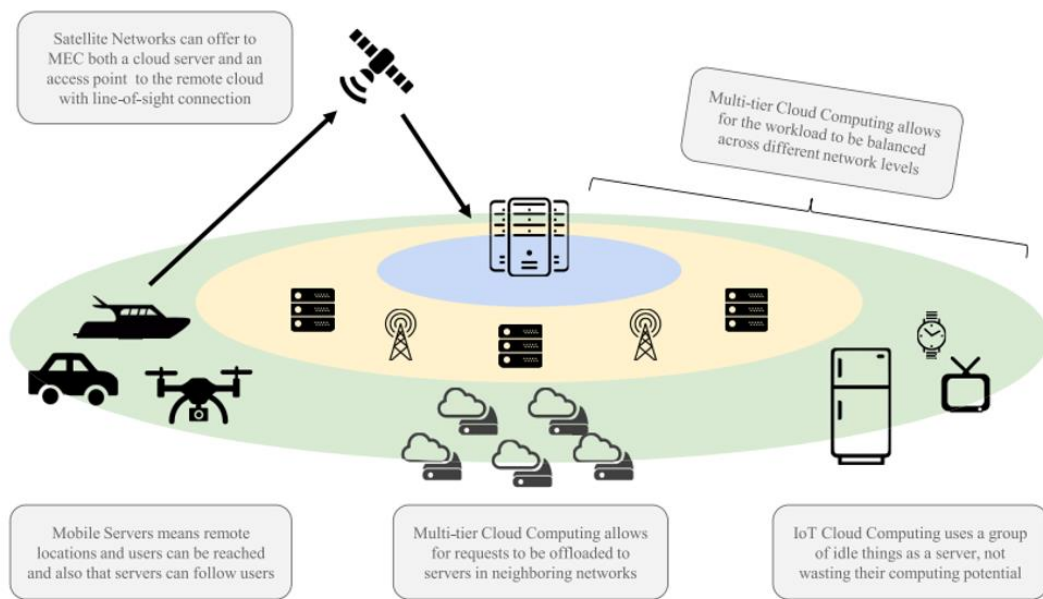 Satellite Networks can offer to
MEC both a cloud server and an
access point to the remote cloud
with line-of-sight connection
Multi-tier Cloud Computing allows
for the workload to be balanced
across different network levels
Mobile Servers means remote
locations and users can be reached
and also that servers can follow users
Multi-tier Cloud Computing allows
for requests to be offloaded to
servers in neighboring networks
IoT Cloud Computing uses a group
of idle things as a server, not
wasting their computing potential